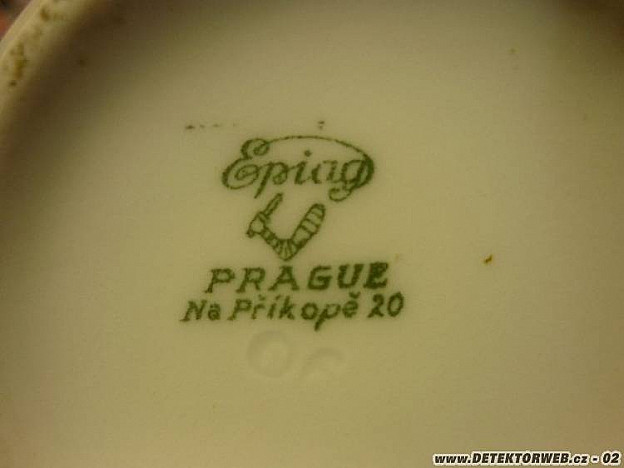 Epiag
PRAGUE
Na Příkopě 20
www.DETEKTORWEB.cz - 02